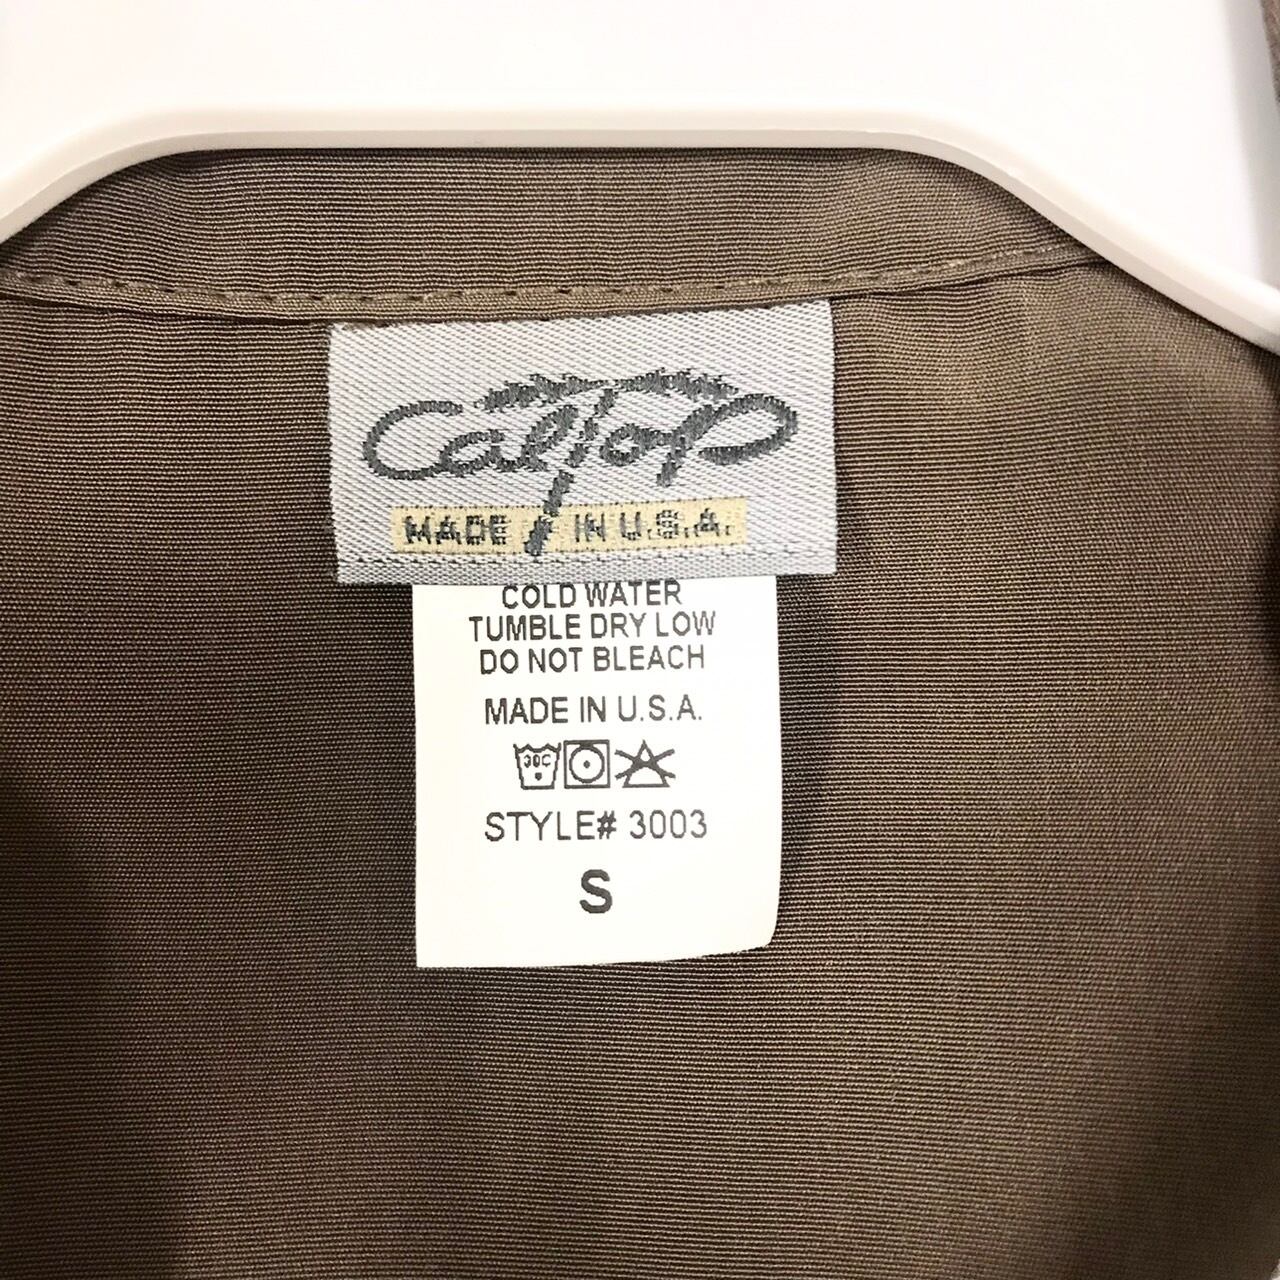 CalTop
MADE IN U.S.A.
COLD WATER
TUMBLE DRY LOW
DO NOT BLEACH
MADE IN U.S.A.
30C
STYLE# 3003
S